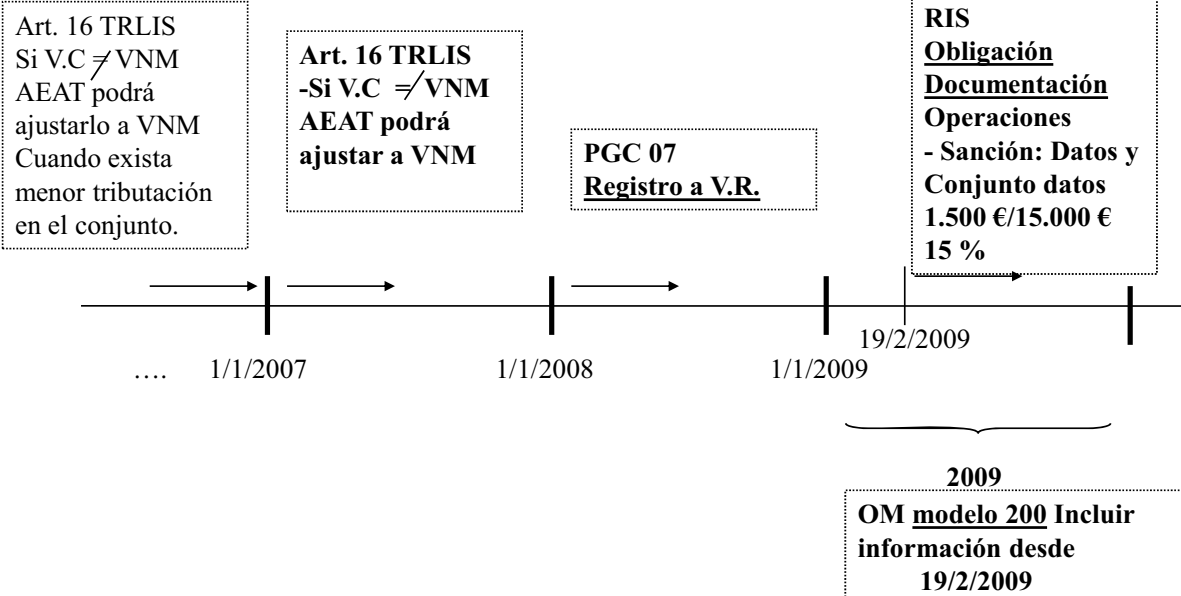 Art. 16 TRLIS
Si V.C ≠ VNM
AEAT podrá
ajustarlo a VNM
Cuando exista
menor tributación
en el conjunto.
Art. 16 TRLIS
-Si V.C ≠ VNM
AEAT podrá
ajustar a VNM
PGC 07
Registro a V.R.
RIS
Obligación
Documentación
Operaciones
- Sanción: Datos y
Conjunto datos
1.500 €/15.000 €
15 %
…. 1/1/2007 1/1/2008 1/1/2009
19/2/2009
2009
OM modelo 200 Incluir
información desde
19/2/2009